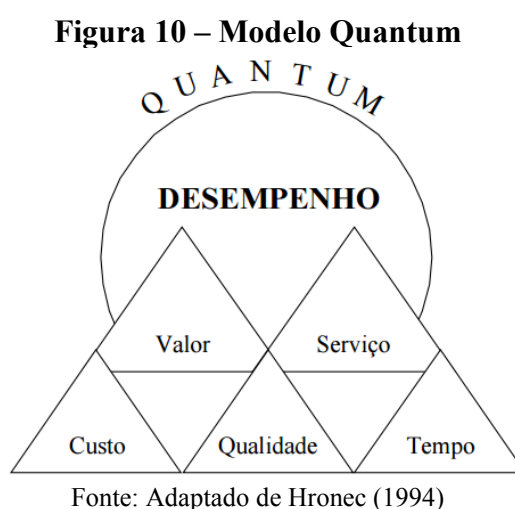 Figura 10 – Modelo Quantum
QUANTUM
DESEMPENHO
Valor Serviço
Custo Qualidade Tempo
Fonte: Adaptado de Hronec (1994)